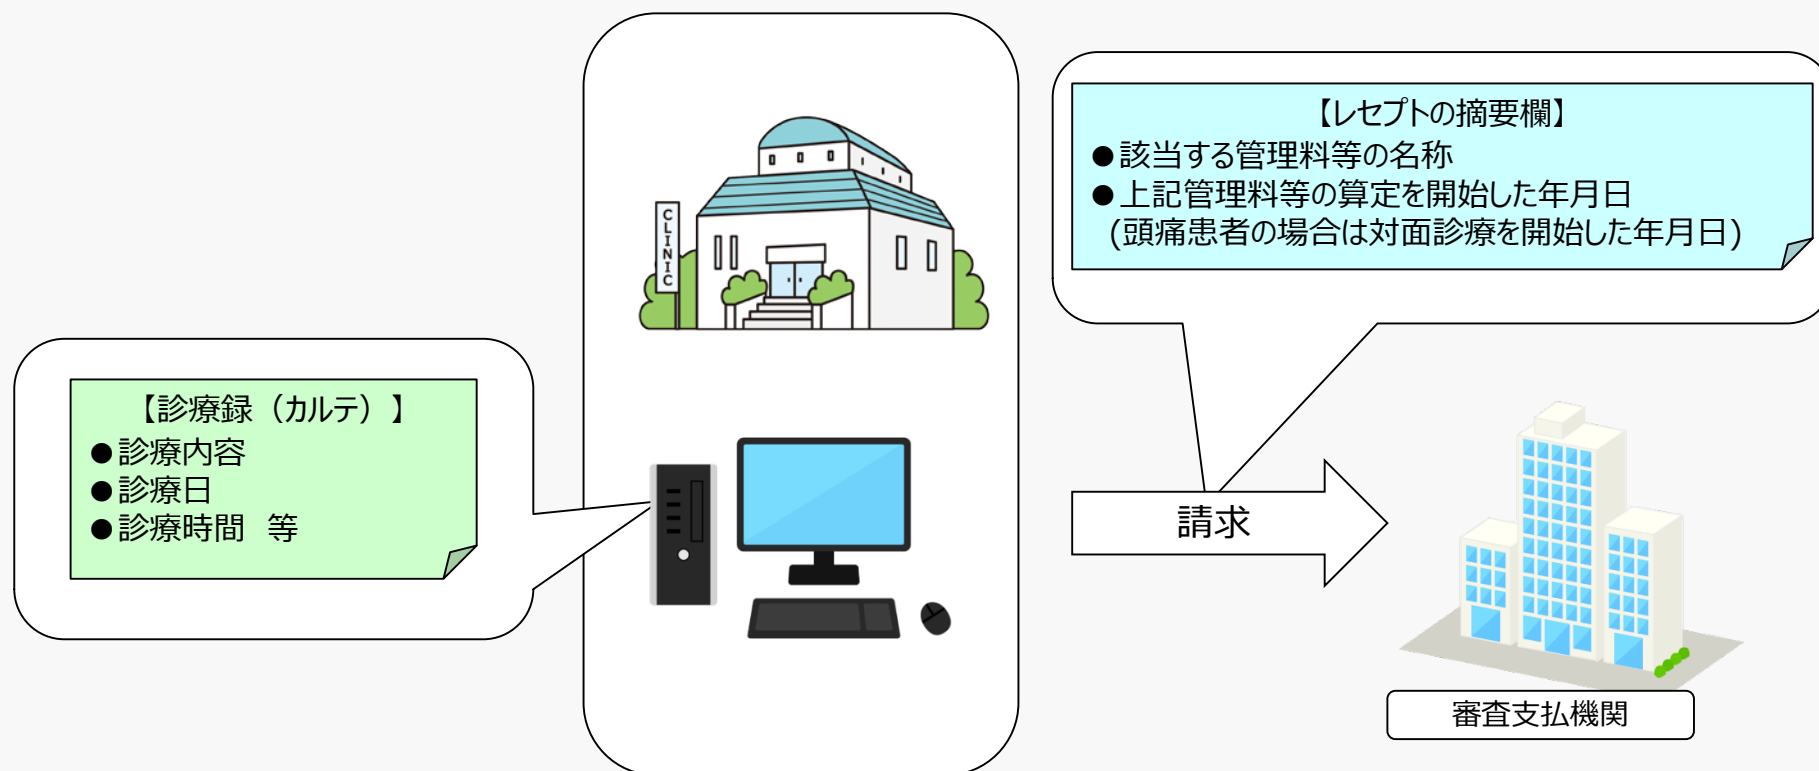 【レセプトの摘要欄】
●該当する管理料等の名称
●上記管理料等の算定を開始した年月日
(頭痛患者の場合は対面診療を開始した年月日)
CLINIC
【診療録（カルテ）】
●診療内容
●診療日
●診療時間　等
請求
審査支払機関